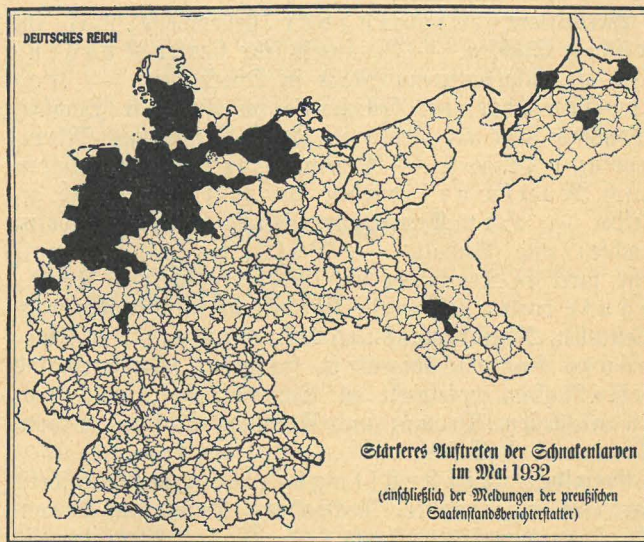 DEUTSCHES REICH
Stärkeres Auftreten der Schnakenlarven
im Mai 1932
(einschließlich der Meldungen der preußischen
Saatenstandsberichterstatter)